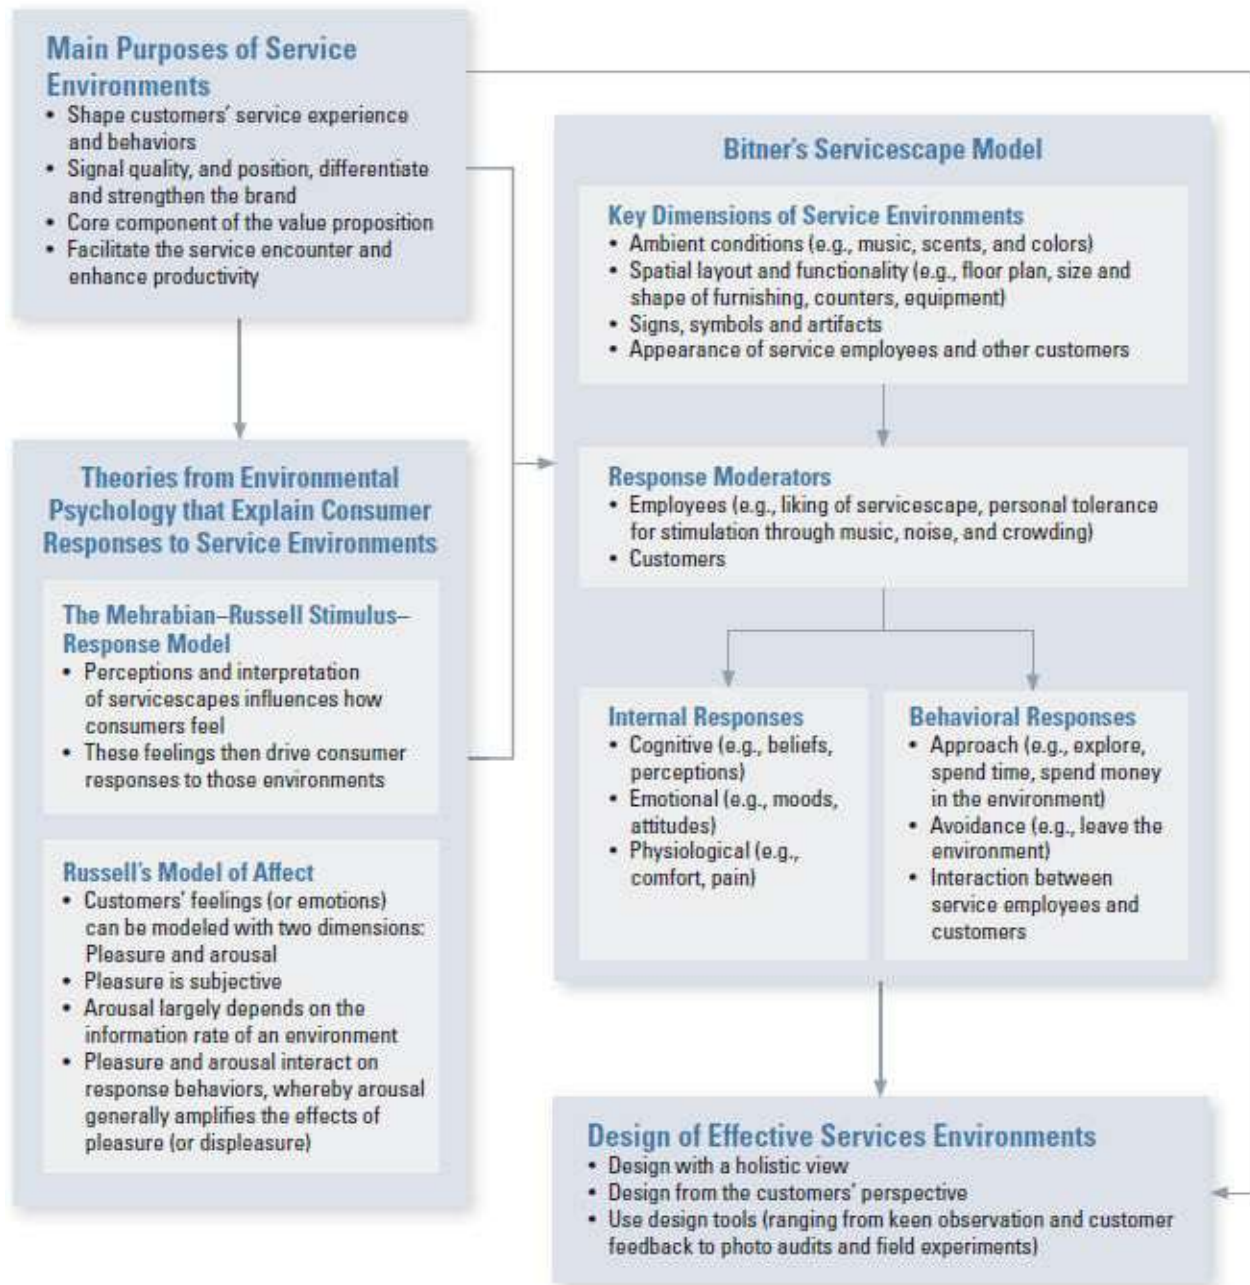 Main Purposes of Service
Environments
• Shape customers' service experience
and behaviors
• Signal quality, and position, differentiate
and strengthen the brand
• Core component of the value proposition
• Facilitate the service encounter and
enhance productivity
Theories from Environmental
Psychology that Explain Consumer
Responses to Service Environments
The Mehrabian–Russell Stimulus–
Response Model
• Perceptions and interpretation
of servicescapes influences how
consumers feel
• These feelings then drive consumer
responses to those environments
Russell's Model of Affect
• Customers' feelings (or emotions)
can be modeled with two dimensions:
Pleasure and arousal
• Pleasure is subjective
• Arousal largely depends on the
information rate of an environment
• Pleasure and arousal interact on
response behaviors, whereby arousal
generally amplifies the effects of
pleasure (or displeasure)
Bitner's Servicescape Model
Key Dimensions of Service Environments
• Ambient conditions (e.g., music, scents, and colors)
• Spatial layout and functionality (e.g., floor plan, size and
shape of furnishing, counters, equipment)
• Signs, symbols and artifacts
• Appearance of service employees and other customers
Response Moderators
• Employees (e.g., liking of servicescape, personal tolerance
for stimulation through music, noise, and crowding)
• Customers
Internal Responses
• Cognitive (e.g., beliefs,
perceptions)
• Emotional (e.g., moods,
attitudes)
• Physiological (e.g.,
comfort, pain)
Behavioral Responses
• Approach (e.g., explore,
spend time, spend money
in the environment)
• Avoidance (e.g., leave the
environment)
• Interaction between
service employees and
customers
Design of Effective Services Environments
• Design with a holistic view
• Design from the customers' perspective
• Use design tools (ranging from keen observation and customer
feedback to photo audits and field experiments)